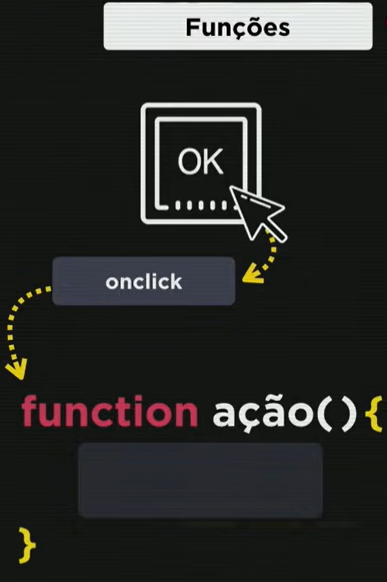 Funções
OK
onclick
function ação(){
}